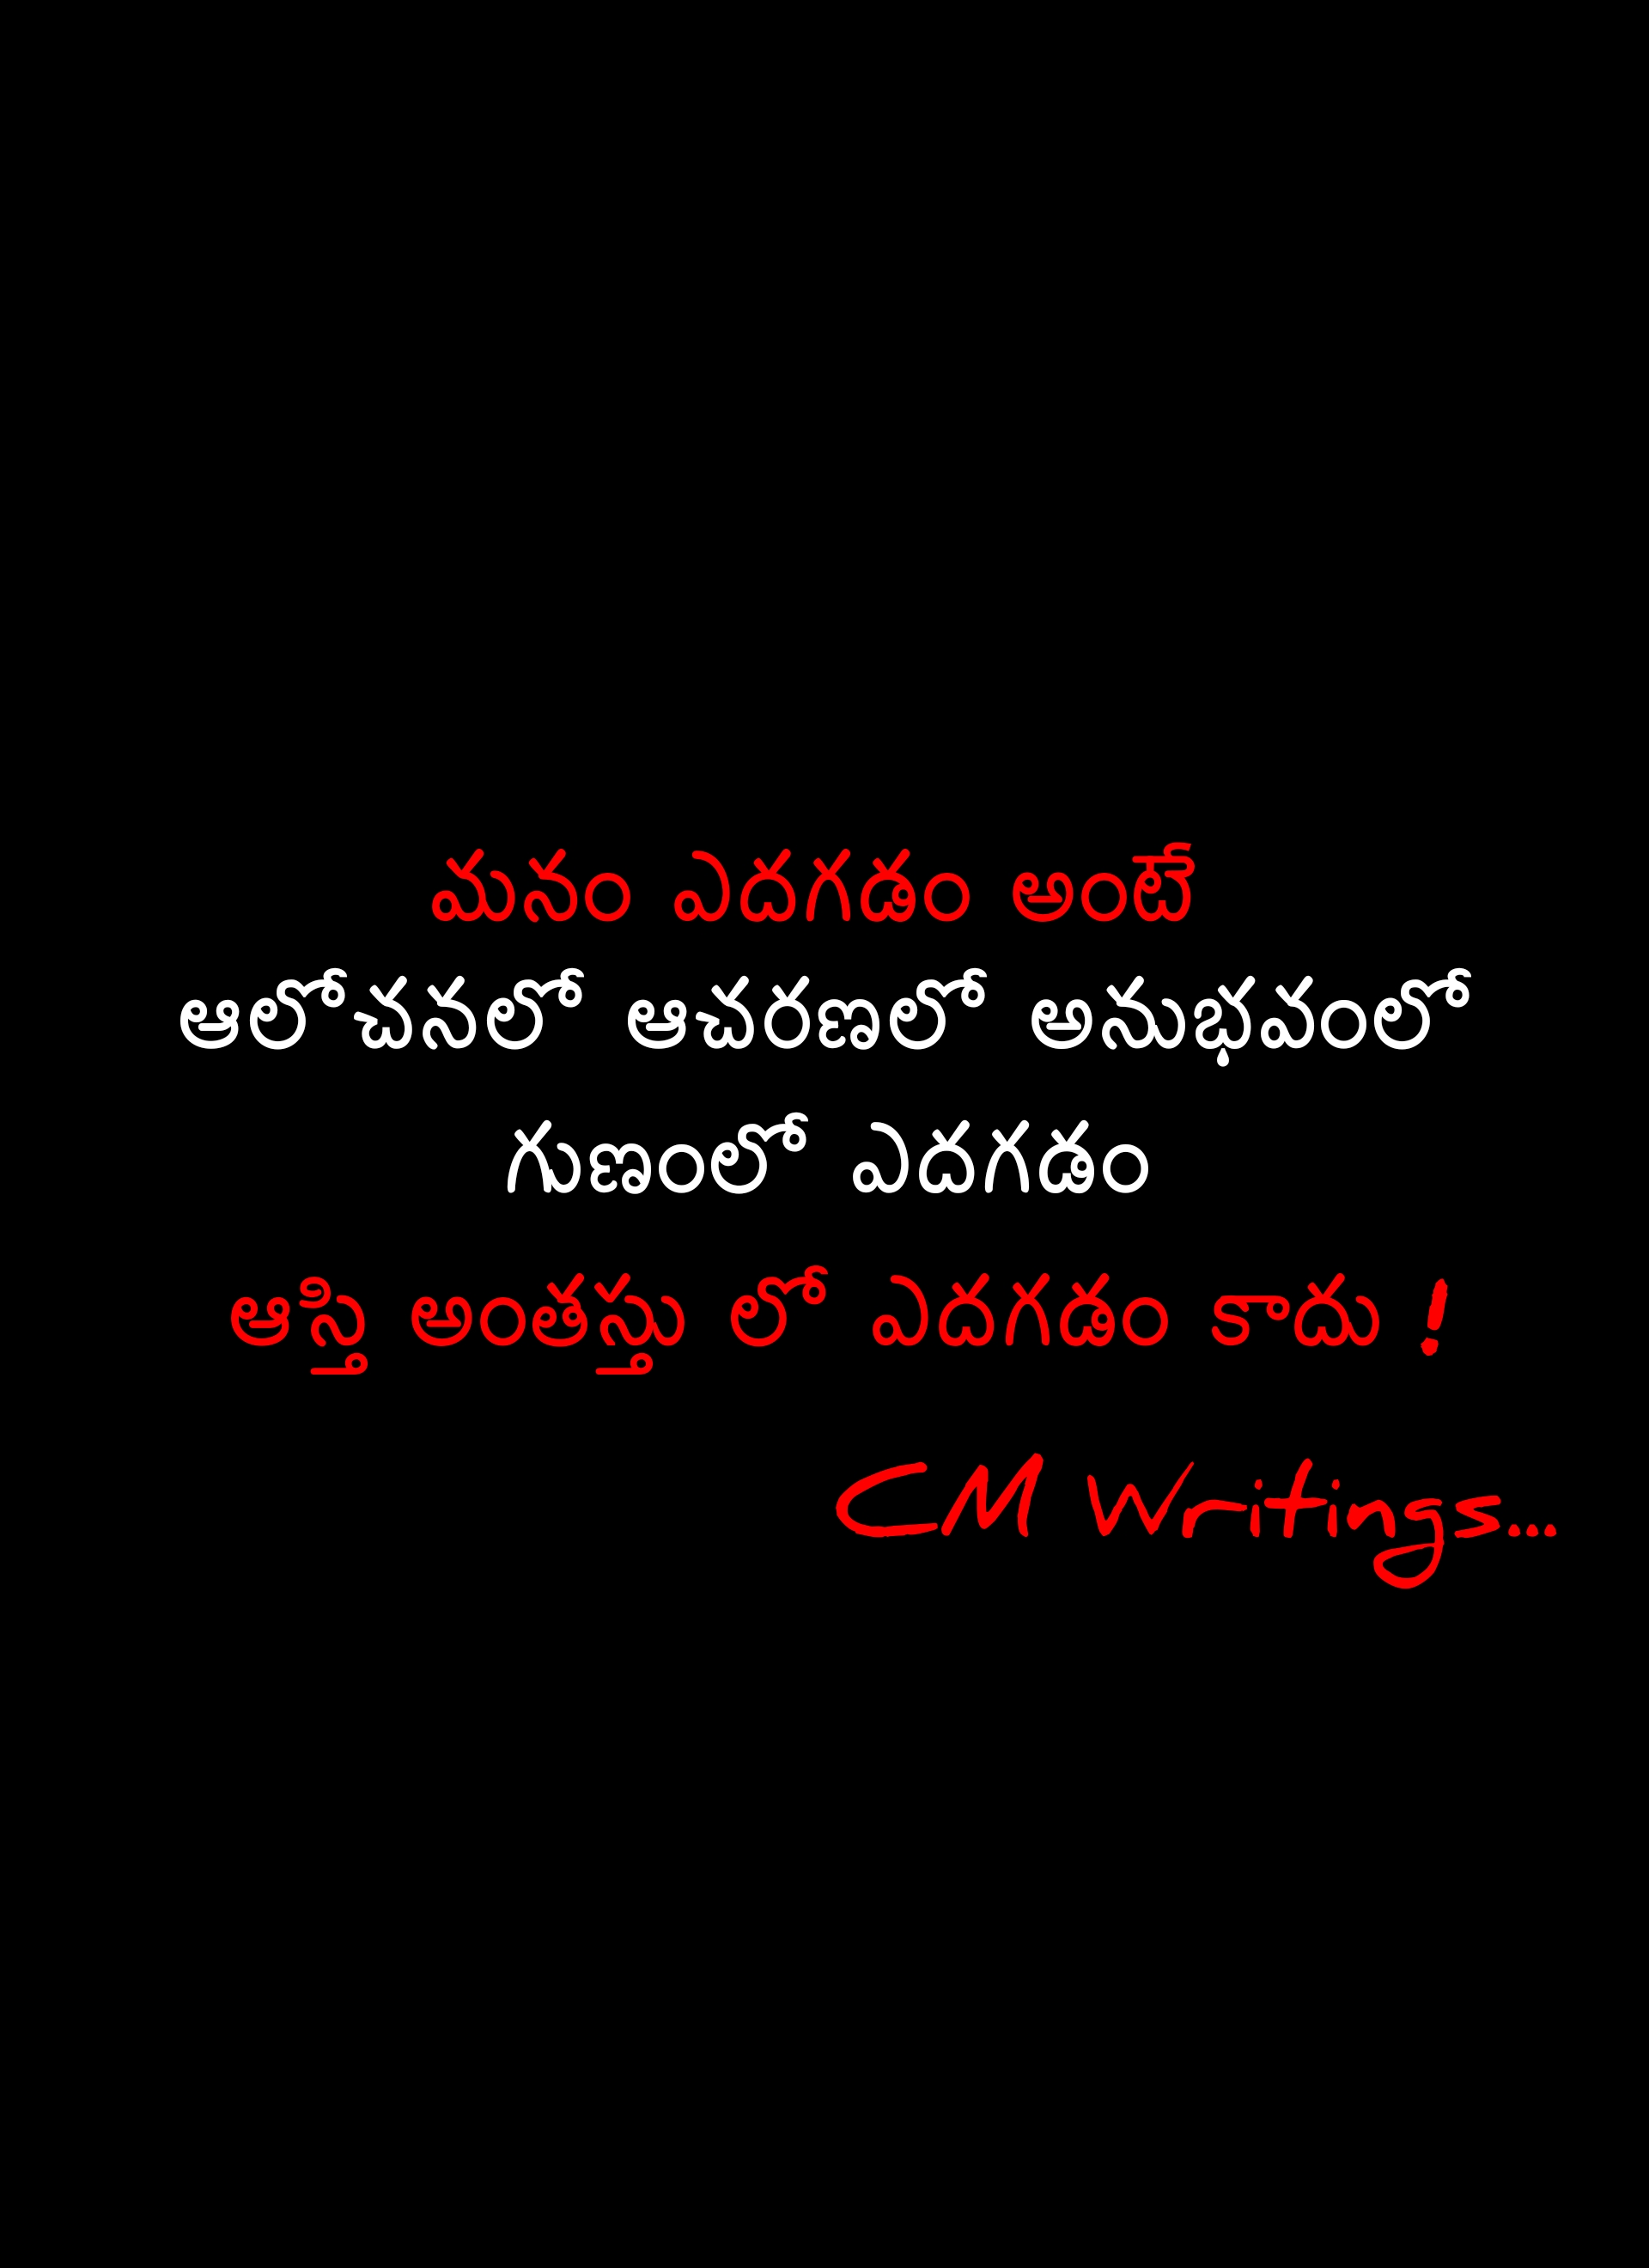 మనం ఎదగడం అంటే
ఆలోచనలో ఆచరణలో అనుభవంలో
గుణంలో ఎదగడం
ఆస్తి అంతస్తు లో ఎదగడం కాదు !
CM Writings...